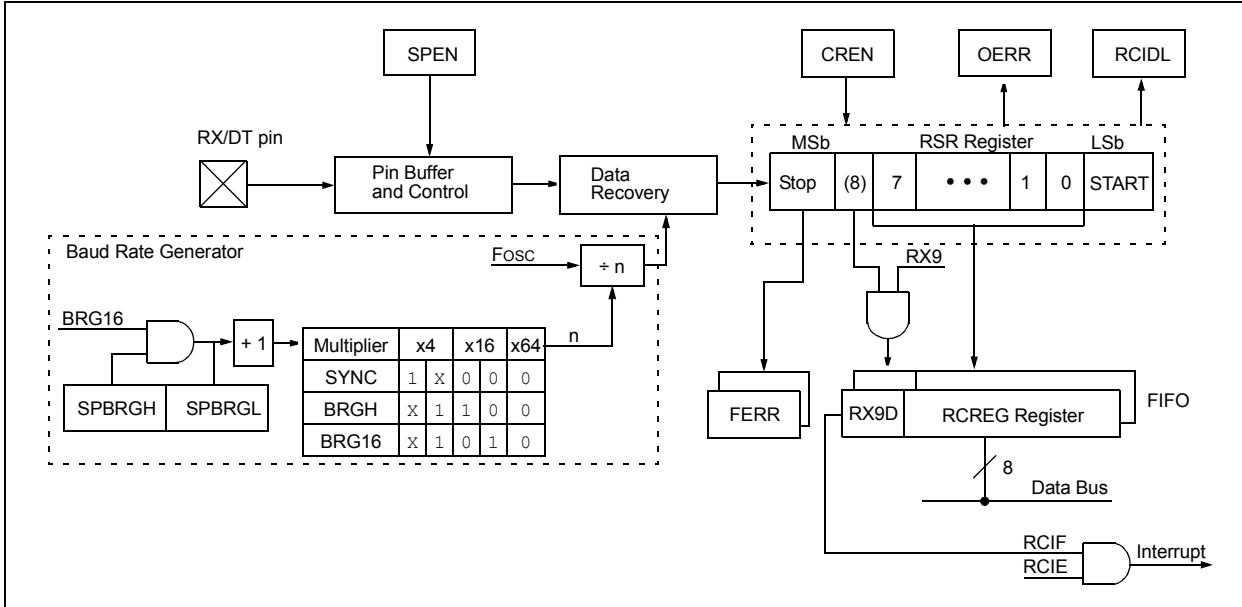 SPEN
CREN
OERR
RCIDL
RX/DT pin
Pin Buffer
and Control
Data
Recovery
MSb
RSR Register
LSb
Stop
(8)
7
• • •
1
0
START
Baud Rate Generator
FOSC
÷ n
RX9
BRG16
+ 1
n
Multiplier x4 x16 x64
SYNC 1 X 0 0 0
BRGH X 1 1 0 0
BRG16 X 1 0 1 0
SPBRGH
SPBRGL
FERR
RX9D
RCREG Register
FIFO
8
Data Bus
RCIF
RCIE
Interrupt